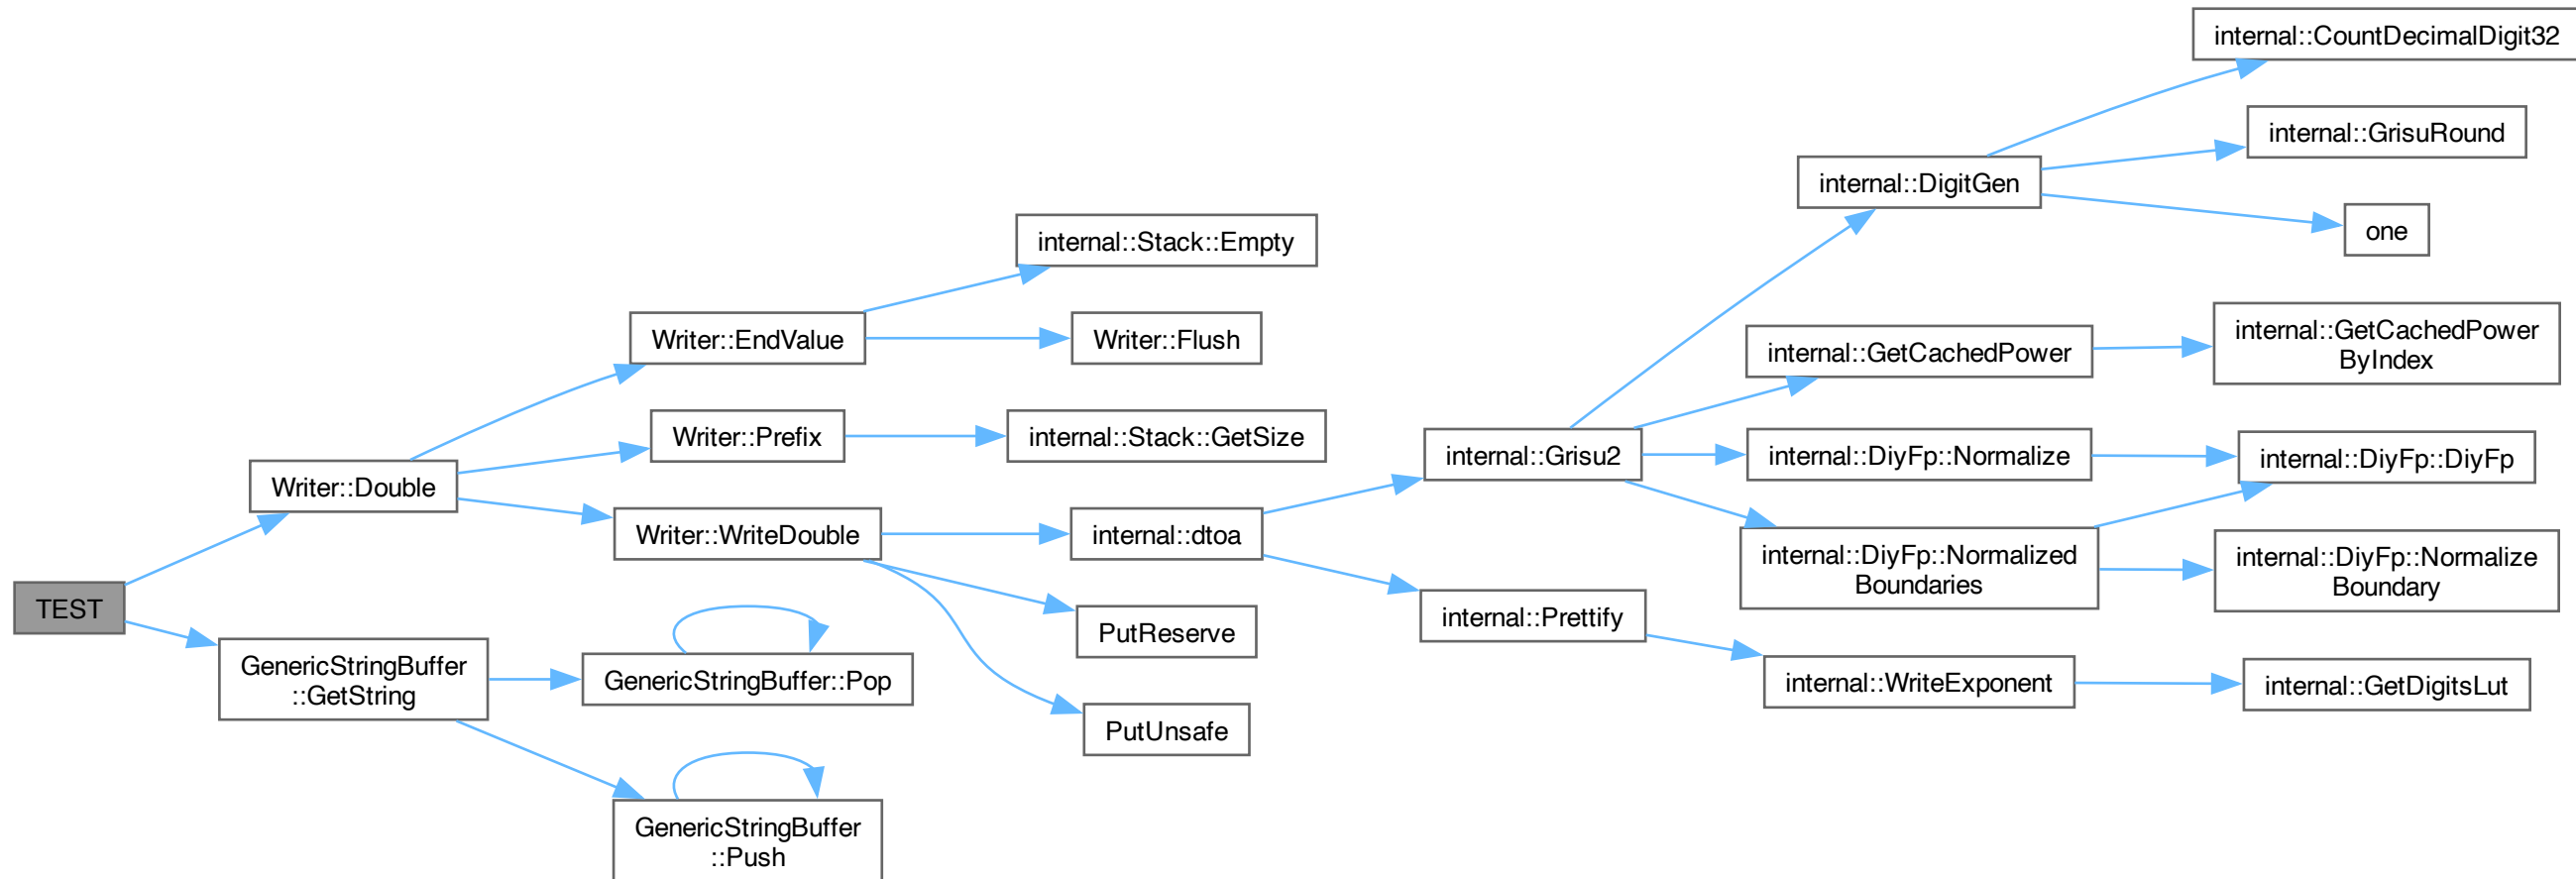 TEST
Writer::Double
GenericStringBuffer
::GetString
Writer::EndValue
Writer::Prefix
Writer::WriteDouble
GenericStringBuffer::Pop
GenericStringBuffer
::Push
internal::Stack::Empty
Writer::Flush
internal::Stack::GetSize
internal::dtoa
PutReserve
PutUnsafe
internal::Grisu2
internal::Prettify
internal::DigitGen
internal::GetCachedPower
internal::DiyFp::Normalize
internal::DiyFp::Normalized
Boundaries
internal::WriteExponent
internal::CountDecimalDigit32
internal::GrisuRound
one
internal::GetCachedPower
ByIndex
internal::DiyFp::DiyFp
internal::DiyFp::Normalize
Boundary
internal::GetDigitsLut